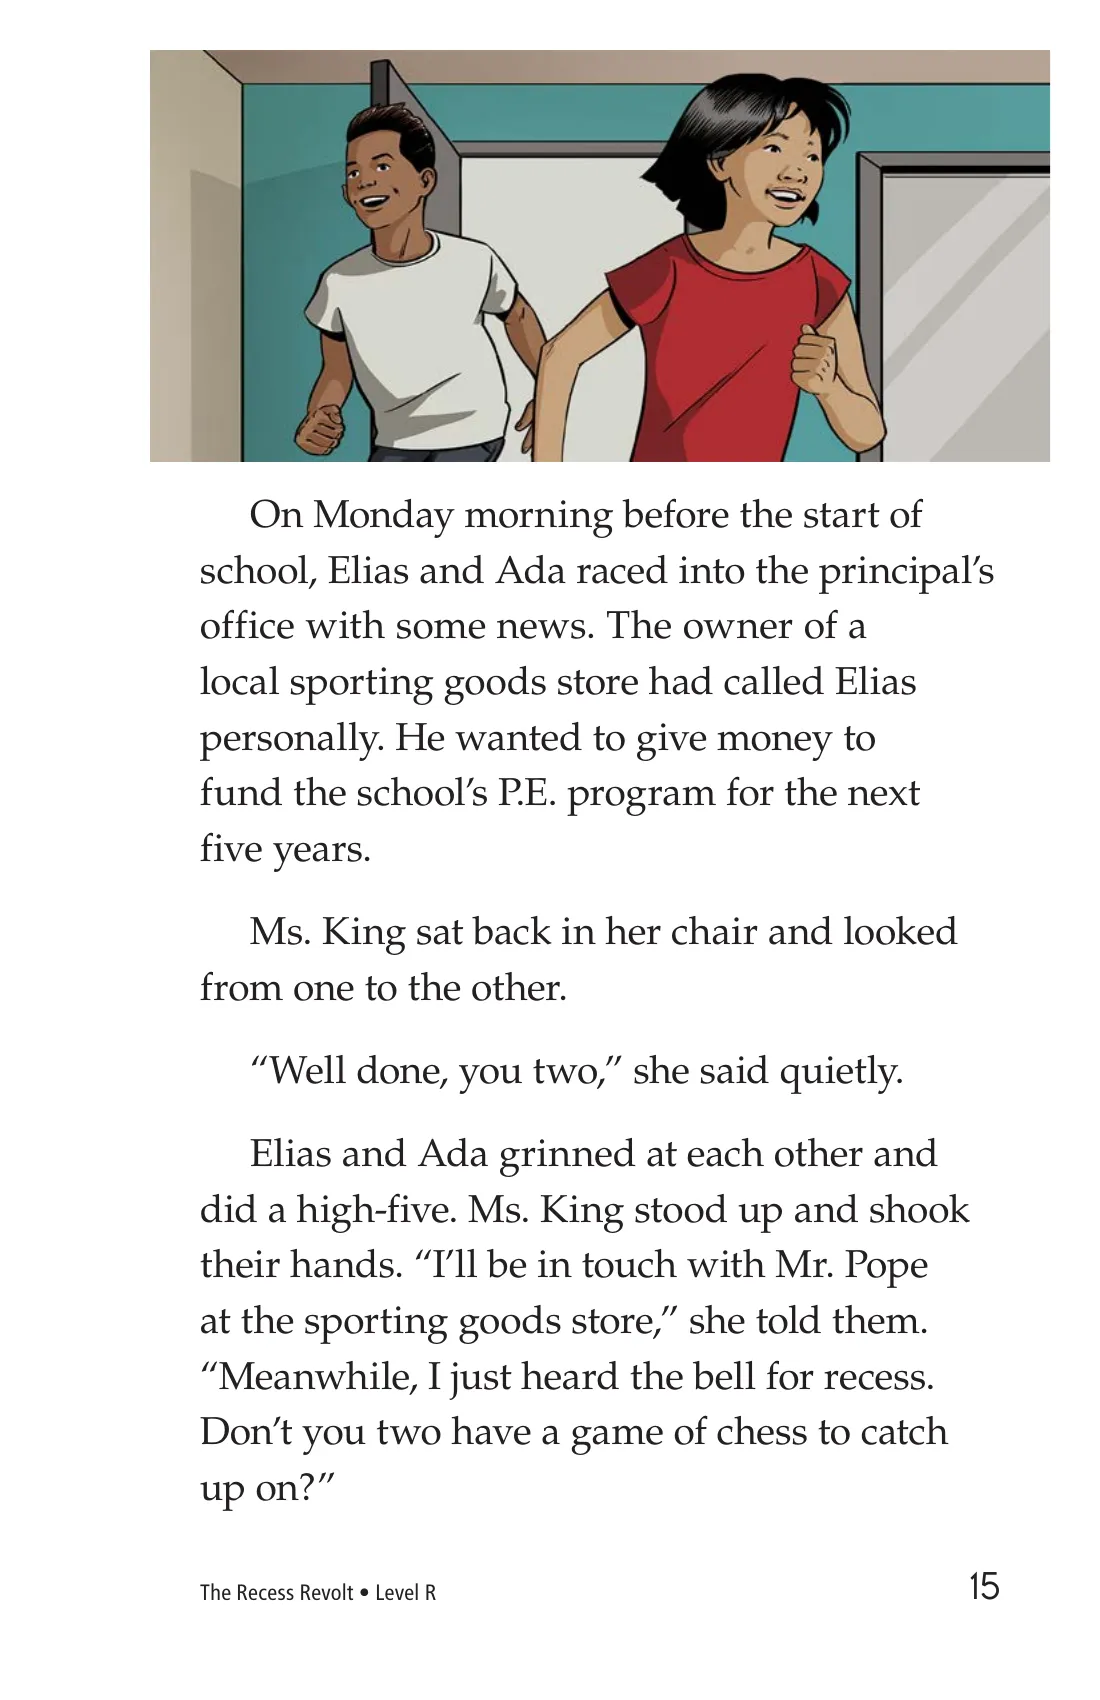 On Monday morning before the start of
school, Elias and Ada raced into the principal’s
office with some news. The owner of a
local sporting goods store had called Elias
personally. He wanted to give money to
fund the school’s P.E. program for the next
five years.
Ms. King sat back in her chair and looked
from one to the other.
“Well done, you two,” she said quietly.
Elias and Ada grinned at each other and
did a high-five. Ms. King stood up and shook
their hands. “I’ll be in touch with Mr. Pope
at the sporting goods store,” she told them.
“Meanwhile, I just heard the bell for recess.
Don’t you two have a game of chess to catch
up on?”
The Recess Revolt • Level R
15